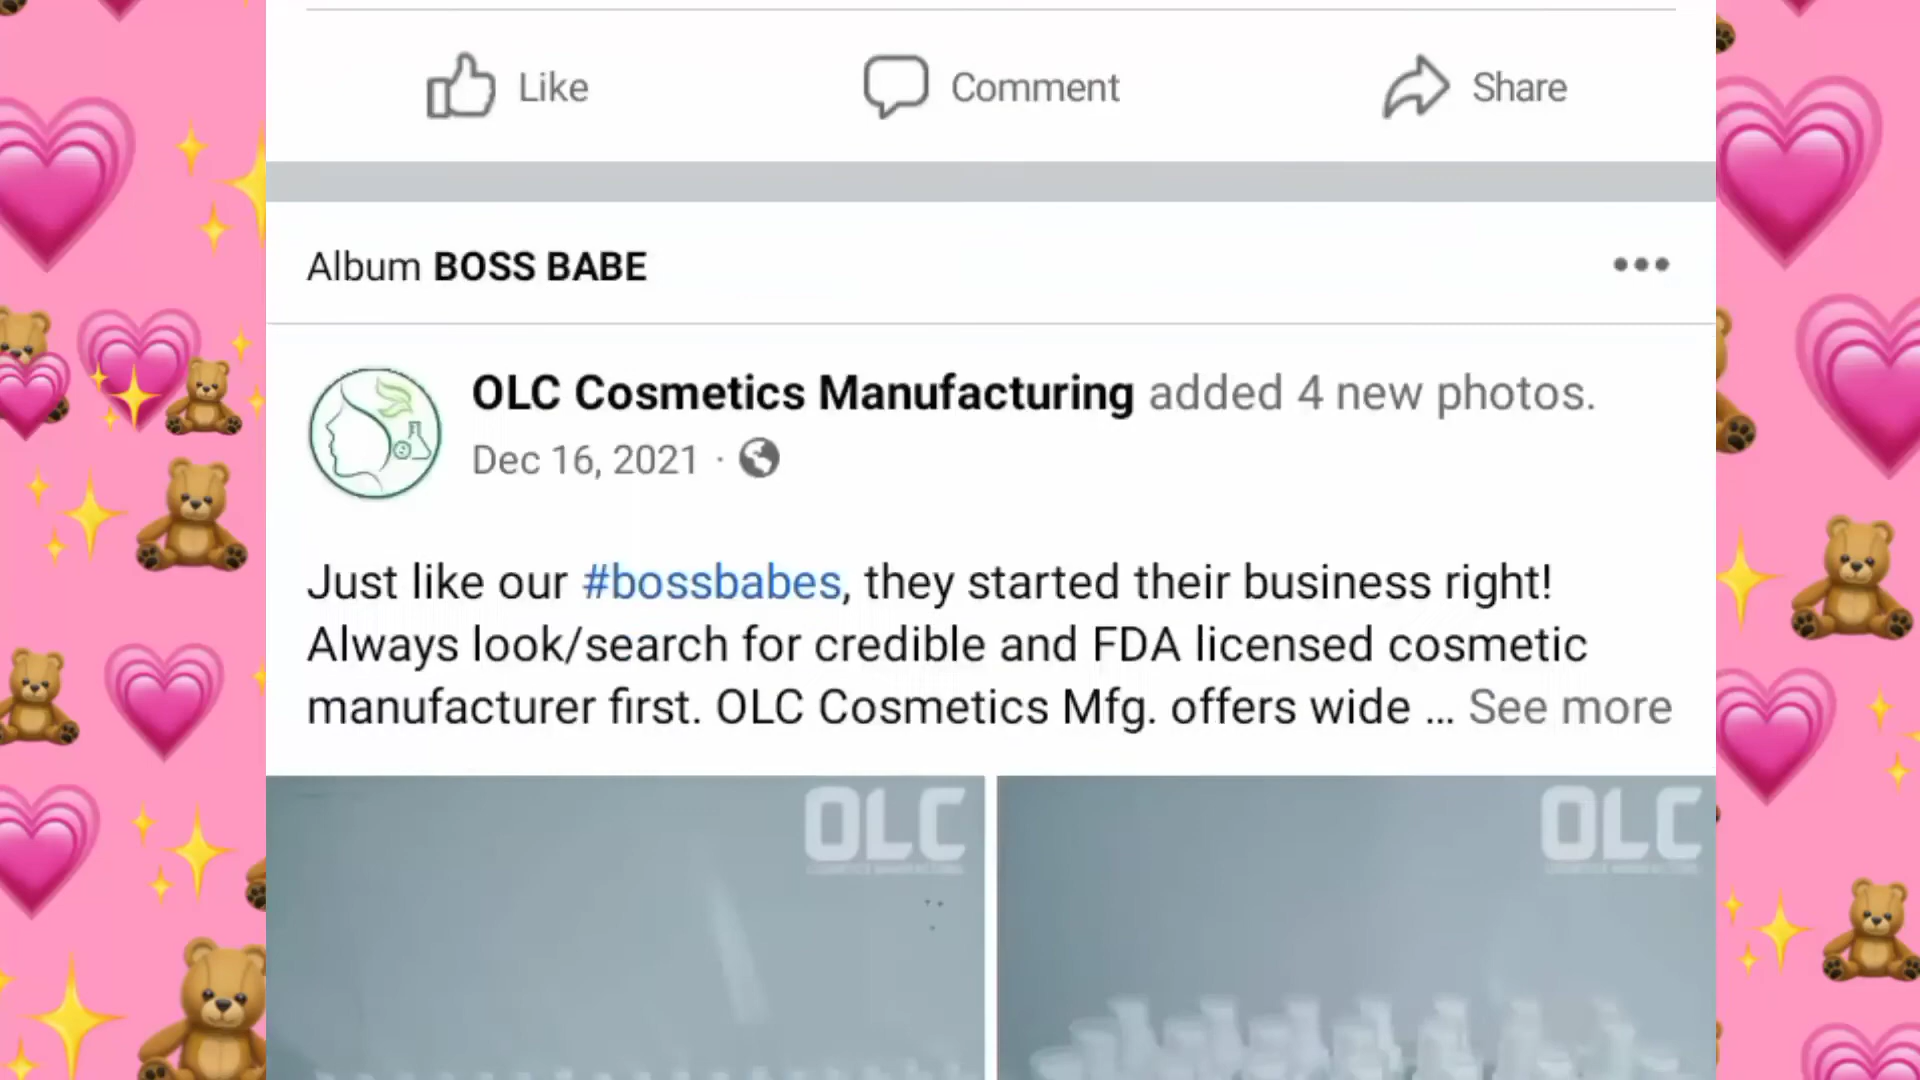 Like
Comment
Share
Album BOSS BABE
OLC Cosmetics Manufacturing added 4 new photos.
Dec 16, 2021 ·
Just like our #bossbabes, they started their business right!
Always look/search for credible and FDA licensed cosmetic
manufacturer first. OLC Cosmetics Mfg. offers wide ... See more
OLC
OLC